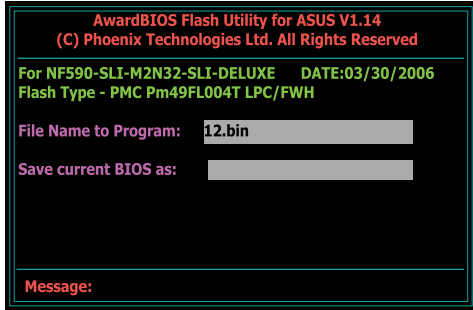 AwardBIOS Flash Utility for ASUS V1.14
(C) Phoenix Technologies Ltd. All Rights Reserved
For NF590-SLI-M2N32-SLI-DELUXE DATE:03/30/2006
Flash Type - PMC Pm49FL004T LPC/FWH
File Name to Program: 12.bin
Save current BIOS as:
Message: